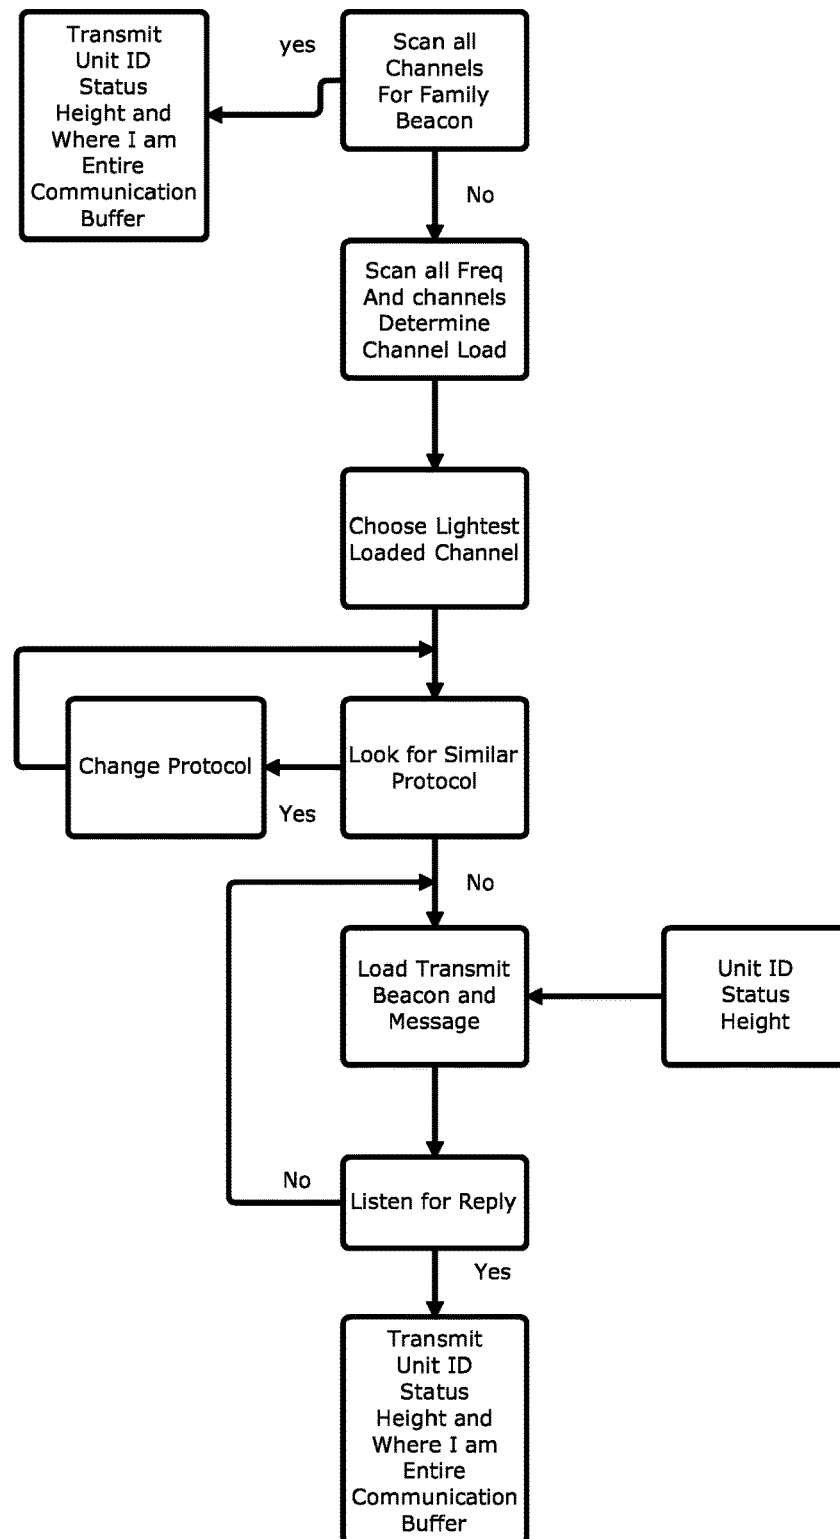 Transmit
Unit ID
Status
Height and
Where I am
Entire
Communication
Buffer
yes
Scan all
Channels
For Family
Beacon
No
Scan all Freq
And channels
Determine
Channel Load
Choose Lightest
Loaded Channel
Change Protocol
Yes
Look for Similar
Protocol
No
Load Transmit
Beacon and
Message
Unit ID
Status
Height
No
Listen for Reply
Yes
Transmit
Unit ID
Status
Height and
Where I am
Entire
Communication
Buffer